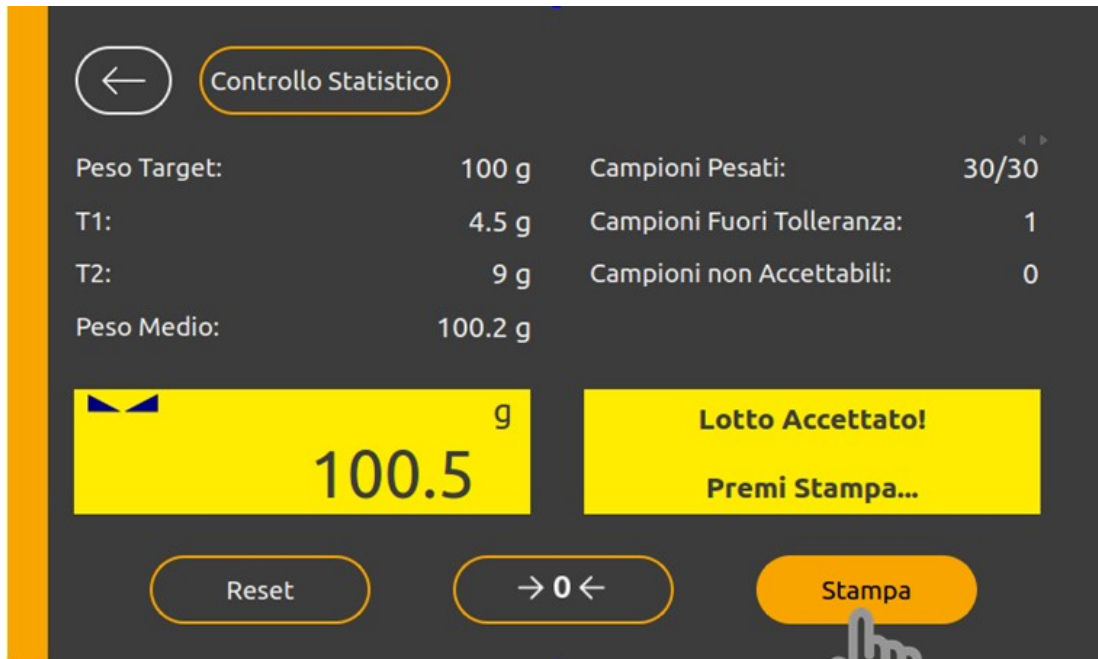 Controllo Statistico
Peso Target: 100 g
T1: 4.5 g
T2: 9 g
Peso Medio: 100.2 g
Campioni Pesati: 30/30
Campioni Fuori Tolleranza: 1
Campioni non Accettabili: 0
g
100.5
Lotto Accettato!
Premi Stampa...
Reset
→ 0 ←
Stampa